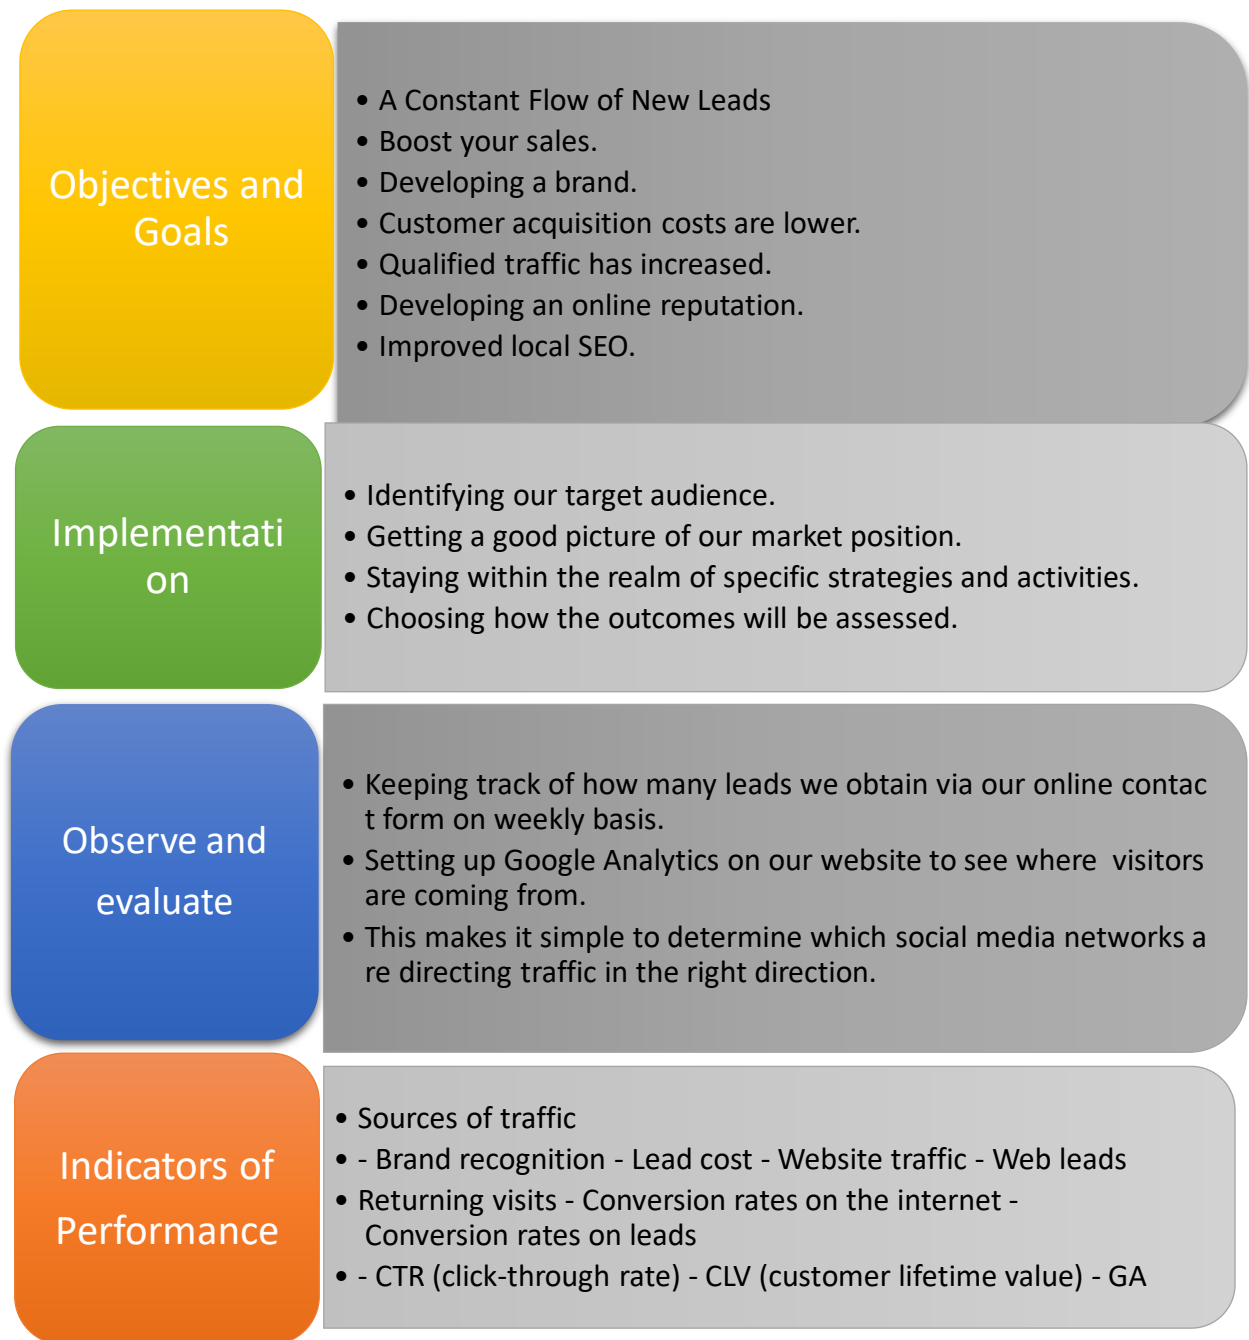 Objectives and
Goals
• A Constant Flow of New Leads
• Boost your sales.
• Developing a brand.
• Customer acquisition costs are lower.
• Qualified traffic has increased.
• Developing an online reputation.
• Improved local SEO.
Implementati
on
• Identifying our target audience.
• Getting a good picture of our market position.
• Staying within the realm of specific strategies and activities.
• Choosing how the outcomes will be assessed.
Observe and
evaluate
• Keeping track of how many leads we obtain via our online contac
t form on weekly basis.
• Setting up Google Analytics on our website to see where visitors
are coming from.
• This makes it simple to determine which social media networks a
re directing traffic in the right direction.
Indicators of
Performance
• Sources of traffic
• - Brand recognition - Lead cost - Website traffic - Web leads
• Returning visits - Conversion rates on the internet -
Conversion rates on leads
• - CTR (click-through rate) - CLV (customer lifetime value) - GA